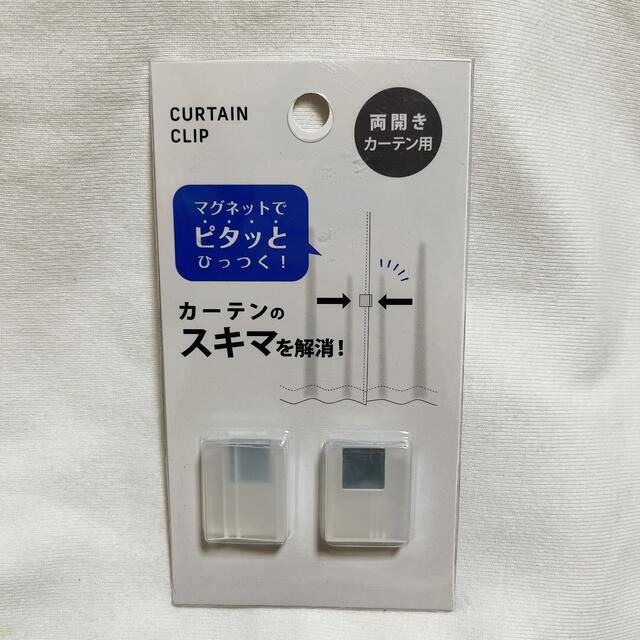 CURTAIN
CLIP
両開き
カーテン用
マグネットで
ピタッと
ひっつく!
カーテンの
スキマを解消!